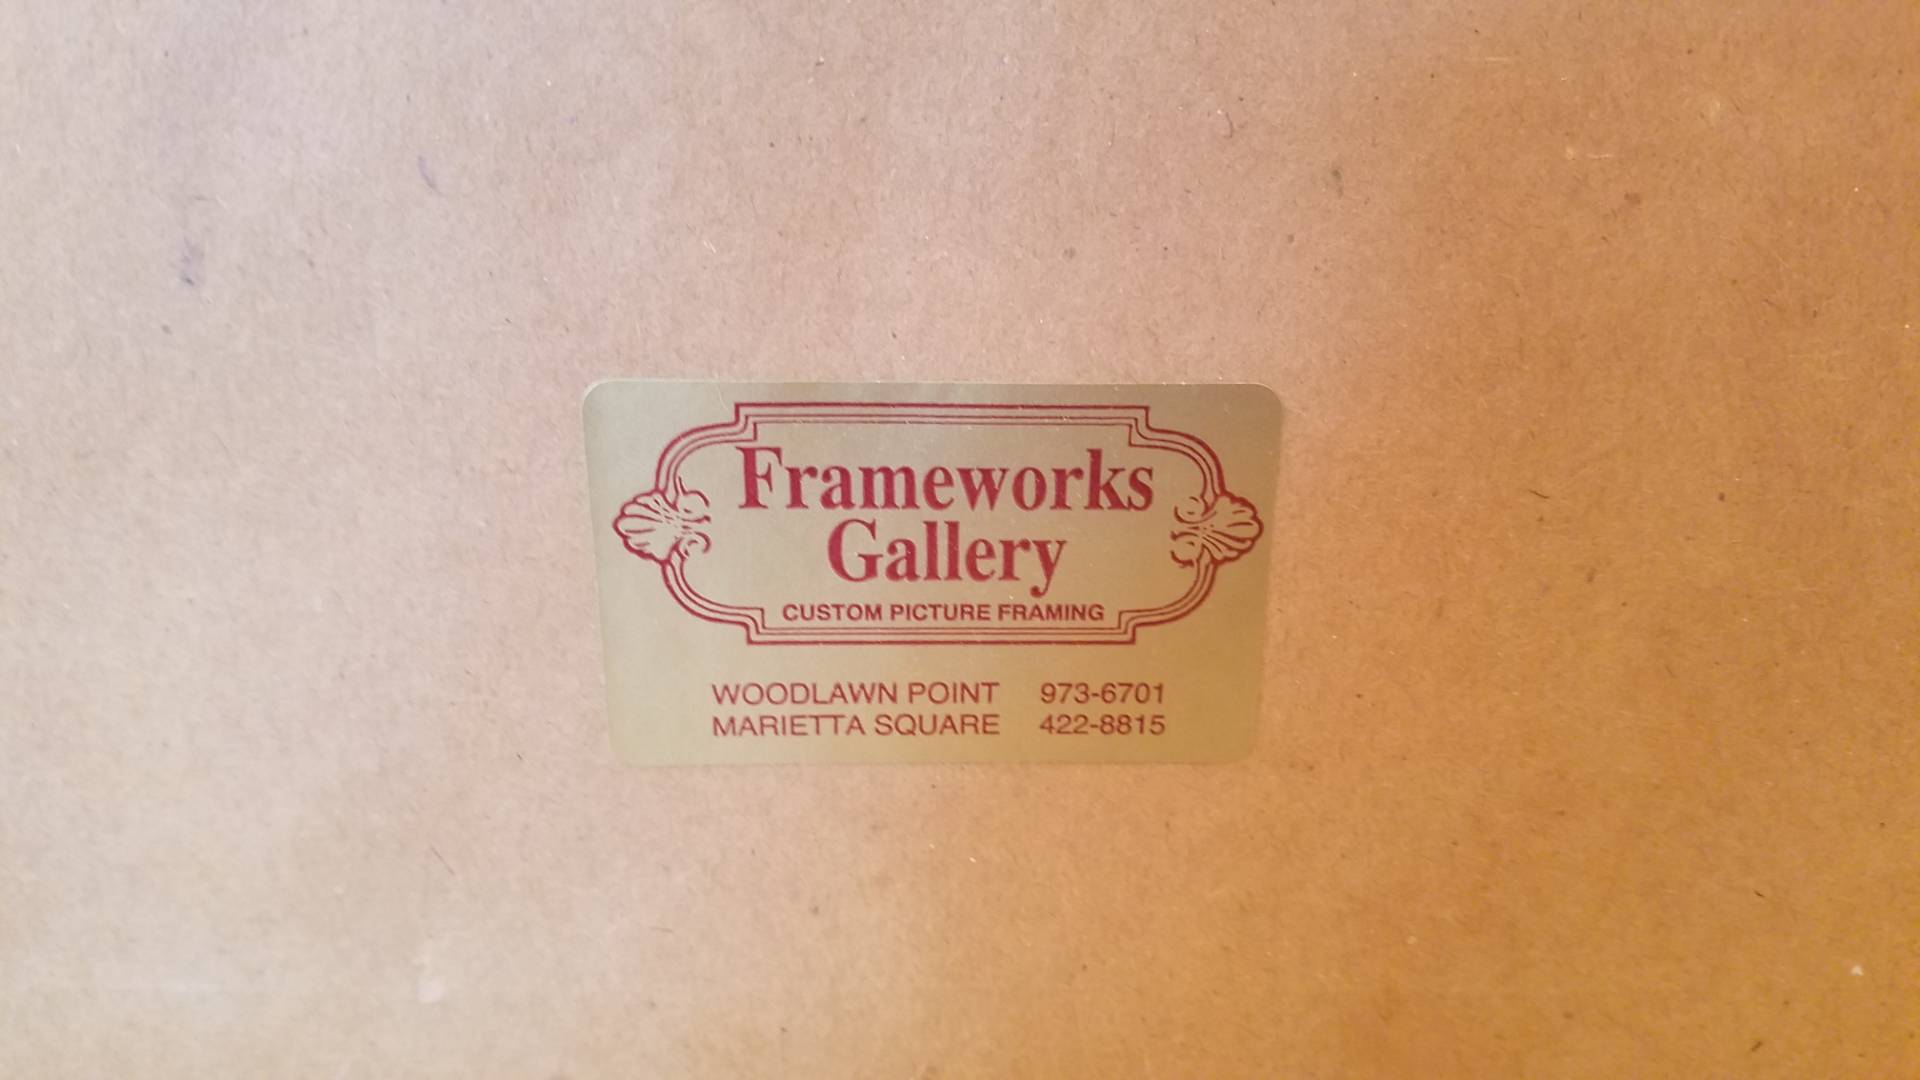 Frameworks
Gallery
CUSTOM PICTURE FRAMING
WOODLAWN POINT 973-6701
MARIETTA SQUARE 422-8815